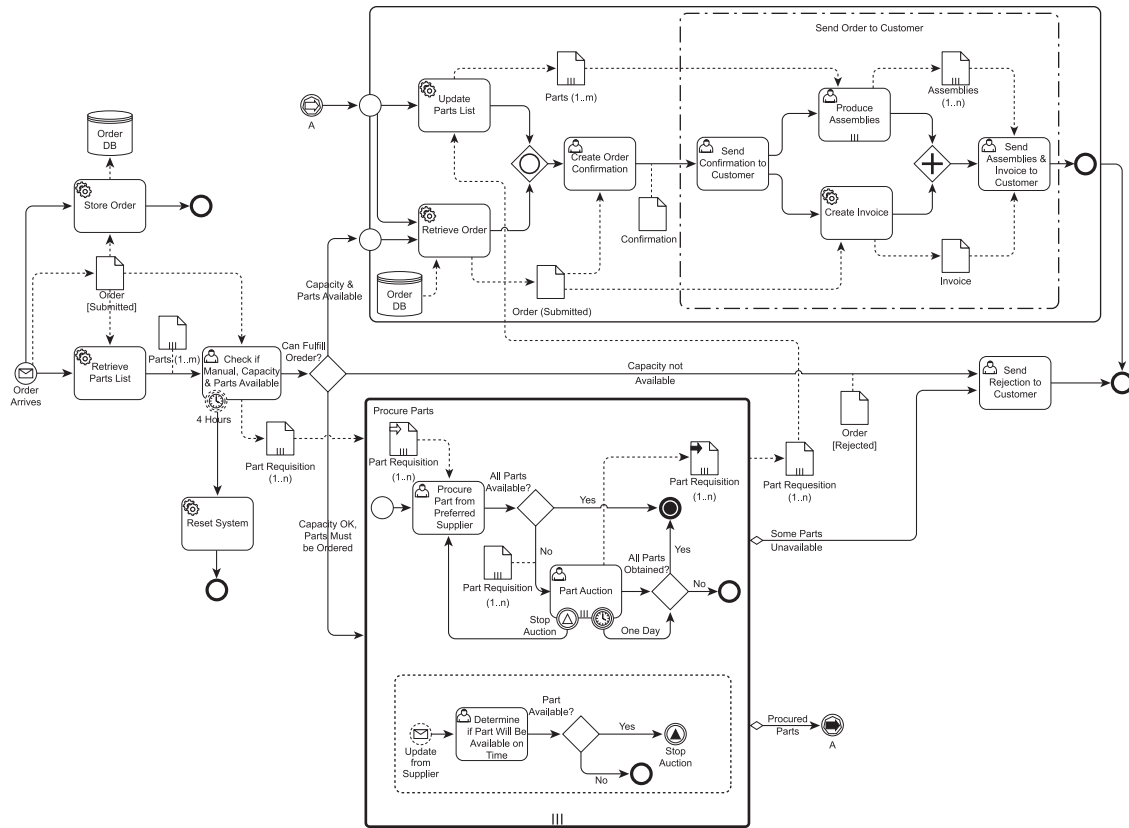 Send Order to Customer
Order
DB
A
Update
Parts List
Parts (1..m)
Produce
Assemblies
Assemblies
(1..n)
Store Order
Create Order
Confirmation
Send
Confirmation to
Customer
Send
Assemblies &
Invoice to
Customer
Retrieve Order
Create Invoice
Confirmation
Invoice
Order
DB
Order (Submitted)
Order
[Submitted]
Capacity &
Parts Available
Order
Arrives
Retrieve
Parts List
Parts (1..m)
Check if
Manual, Capacity
& Parts Available
4 Hours
Can Fulfill
Oreder?
Capacity not
Available
Send
Rejection to
Customer
Order
[Rejected]
Part Requisition
(1..n)
Reset System
Capacity OK,
Parts Must
be Ordered
Procure Parts
Part Requisition
(1..n)
Procure
Part from
Preferred
Supplier
All Parts
Available?
Yes
No
Part Requisition
(1..n)
Part Requesition
(1..n)
Part Requisition
(1..n)
Part Auction
Stop
Auction
One Day
All Parts
Obtained?
Yes
No
Some Parts
Unavailable
Update
from
Supplier
Determine
if Part Will Be
Available on
Time
Part
Available?
Yes
No
Stop
Auction
Procured
Parts
A